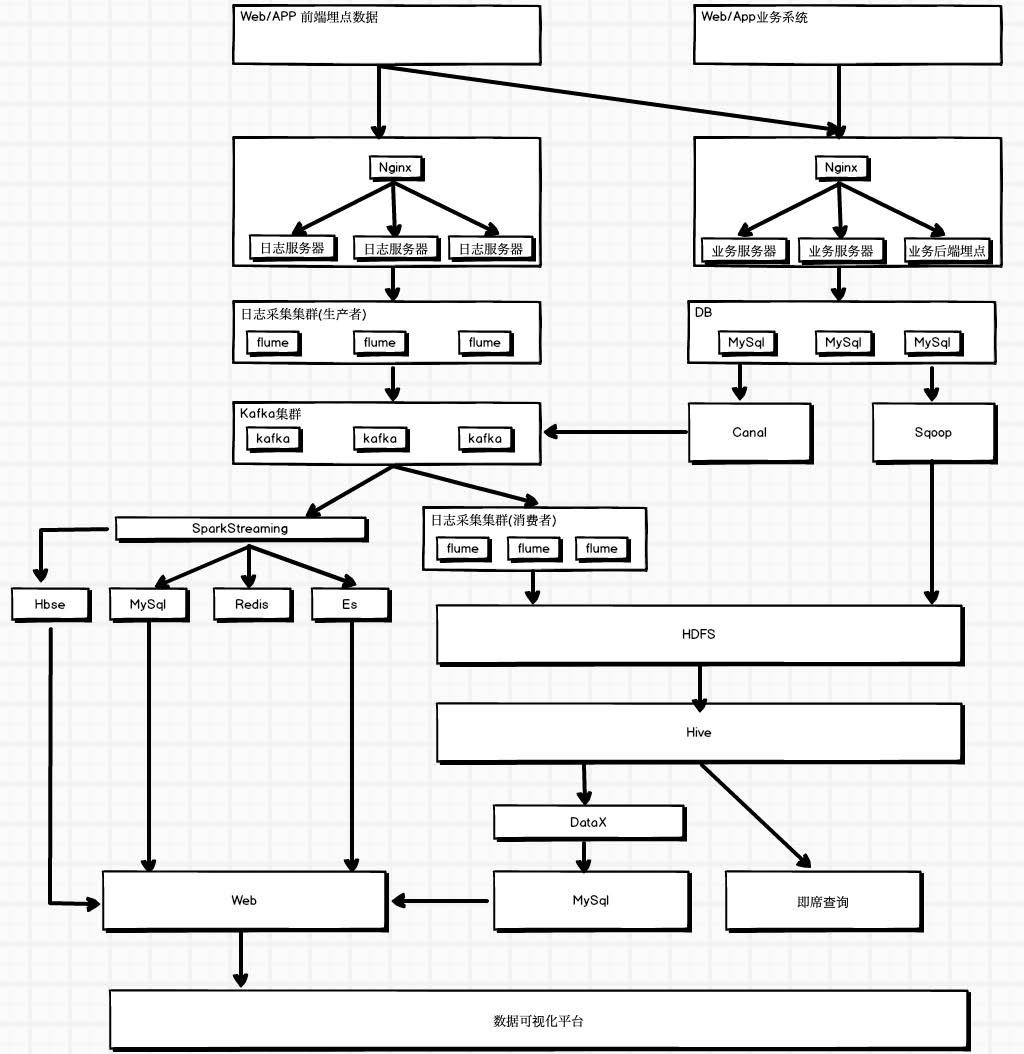 Web/APP 前端埋点数据
Web/App业务系统
Nginx
日志服务器
日志服务器
日志服务器
Nginx
业务服务器
业务服务器
业务后端埋点
日志采集集群(生产者)
flume
flume
flume
DB
MySql
MySql
MySql
Kafka集群
kafka
kafka
kafka
Canal
Sqoop
SparkStreaming
日志采集集群(消费者)
flume
flume
flume
Hbse
MySql
Redis
Es
HDFS
Hive
DataX
Web
MySql
即席查询
数据可视化平台